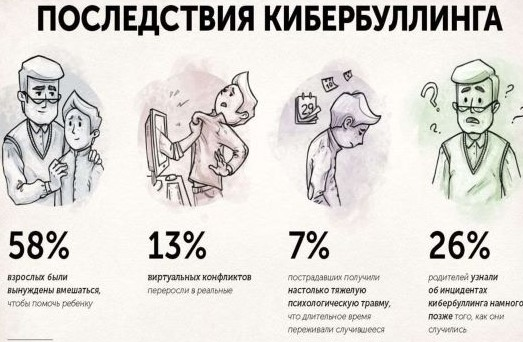 ПОСЛЕДСТВИЯ КИБЕРБУЛЛИНГА
29
58%
взрослых были
вынуждены вмешаться,
чтобы помочь ребенку
13%
виртуальных конфликтов
переросли в реальные
7%
пострадавших получили
настолько тяжелую
психологическую травму,
что длительное время
переживали случившееся
26%
родителей узнали
об инцидентах
кибербуллинга намного
позже того, как они
случились